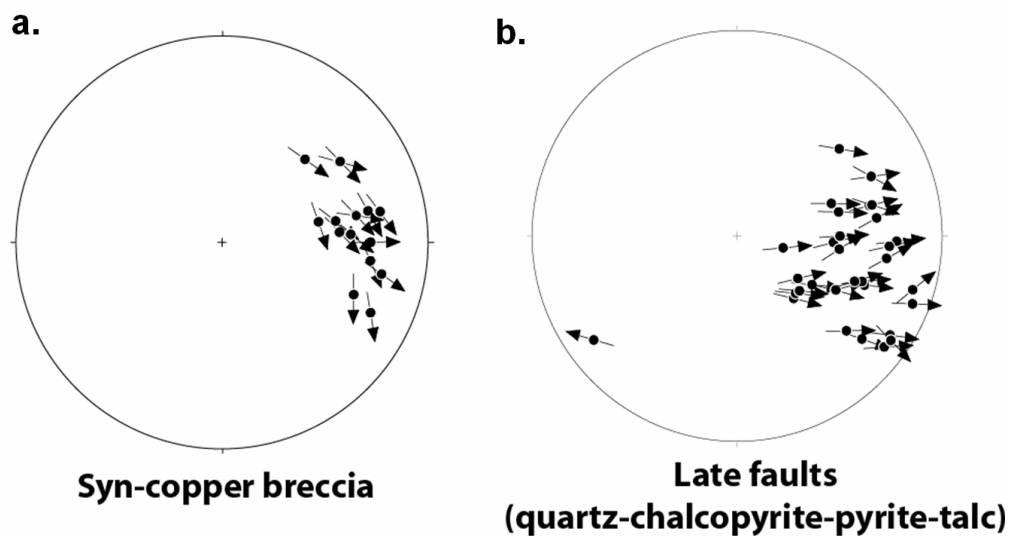 a.
b.
Syn-copper breccia
Late faults
(quartz-chalcopyrite-pyrite-talc)